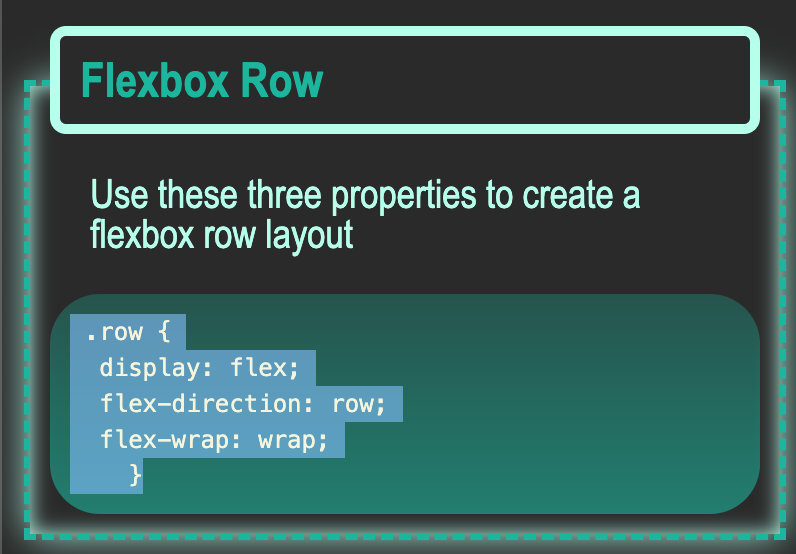 Flexbox Row
Use these three properties to create a
flexbox row layout
.row {
display: flex;
flex-direction: row;
flex-wrap: wrap;
}